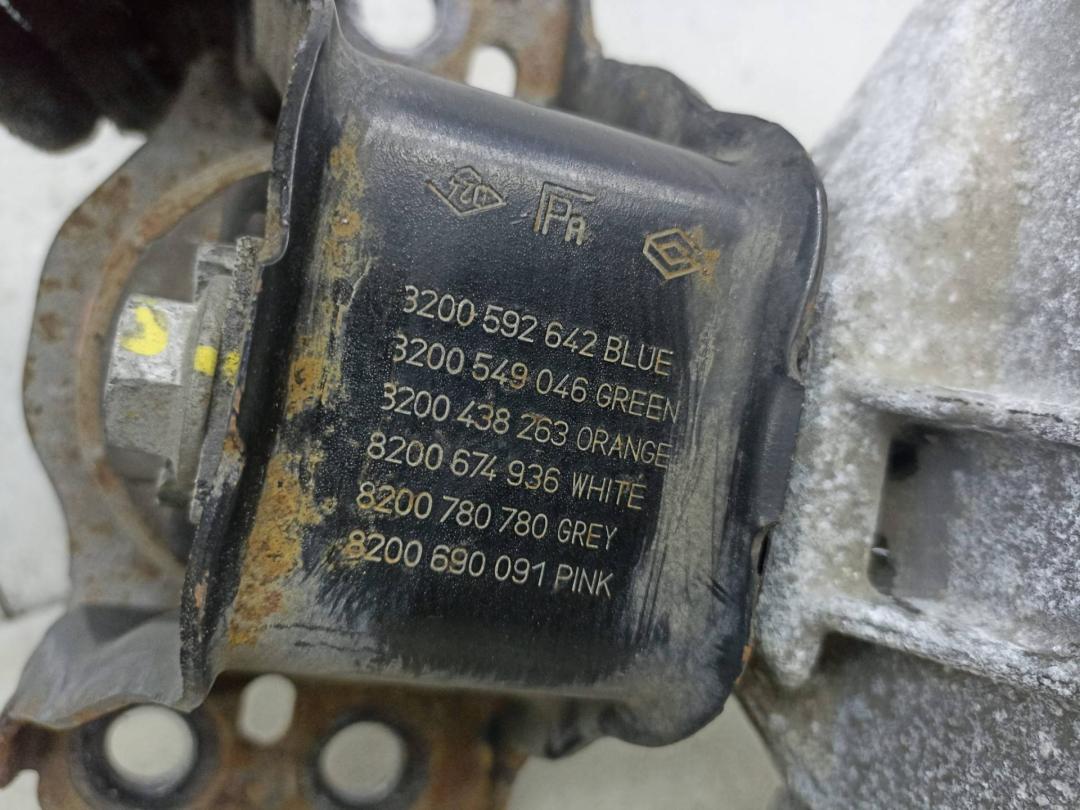 PA
8200 592 642 BLUE
8200 549 046 GREEN
8200 438 263 ORANGE
8200 674 936 WHITE
8200 780 780 GREY
8200 690 091 PINK